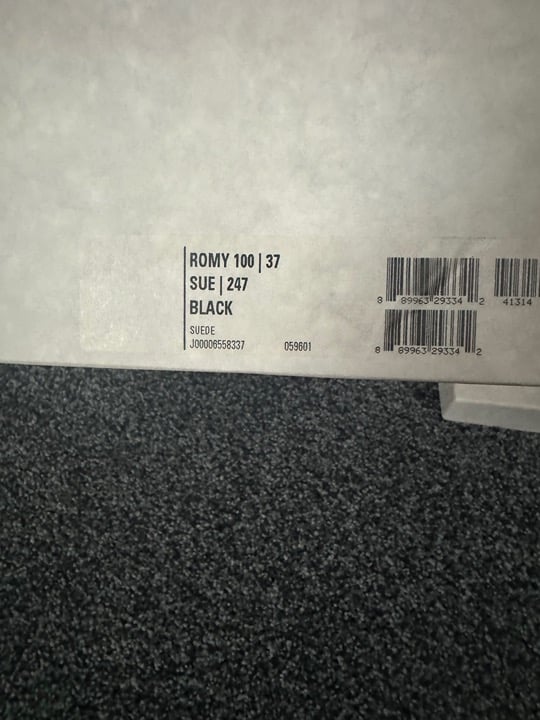 ROMY 100 | 37
SUE | 247
BLACK
SUEDE
J00006558337 059601
8 89963 29334 2
41314
8 89963 29334 2